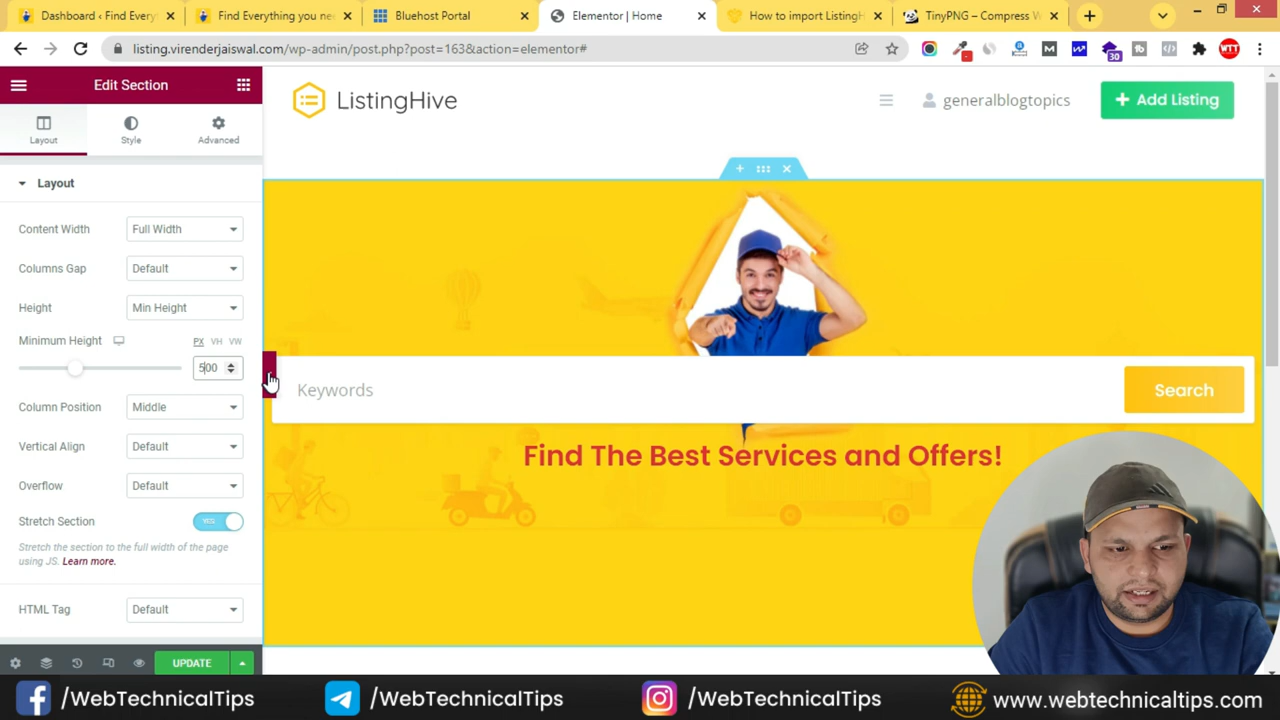 Dashboard ‹ Find Every
Find Everything you ne
Bluehost Portal
Elementor | Home
How to import ListingH
TinyPNG – Compress W
listing.virenderjaiswal.com/wp-admin/post.php?post=163&action=elementor#
30
WTT
Edit Section
ListingHive
generalblogtopics
+ Add Listing
Layout
Style
Advanced
Layout
Content Width
Full Width
Columns Gap
Default
Height
Min Height
Minimum Height
PX
VH
VW
500
Column Position
Middle
Vertical Align
Default
Overflow
Default
Stretch Section
YES
Stretch the section to the full width of the page
using JS. Learn more.
HTML Tag
Default
UPDATE
Keywords
Search
Find The Best Services and Offers!
/WebTechnicalTips
/WebTechnicalTips
/WebTechnicalTips
www.webtechnicaltips.com